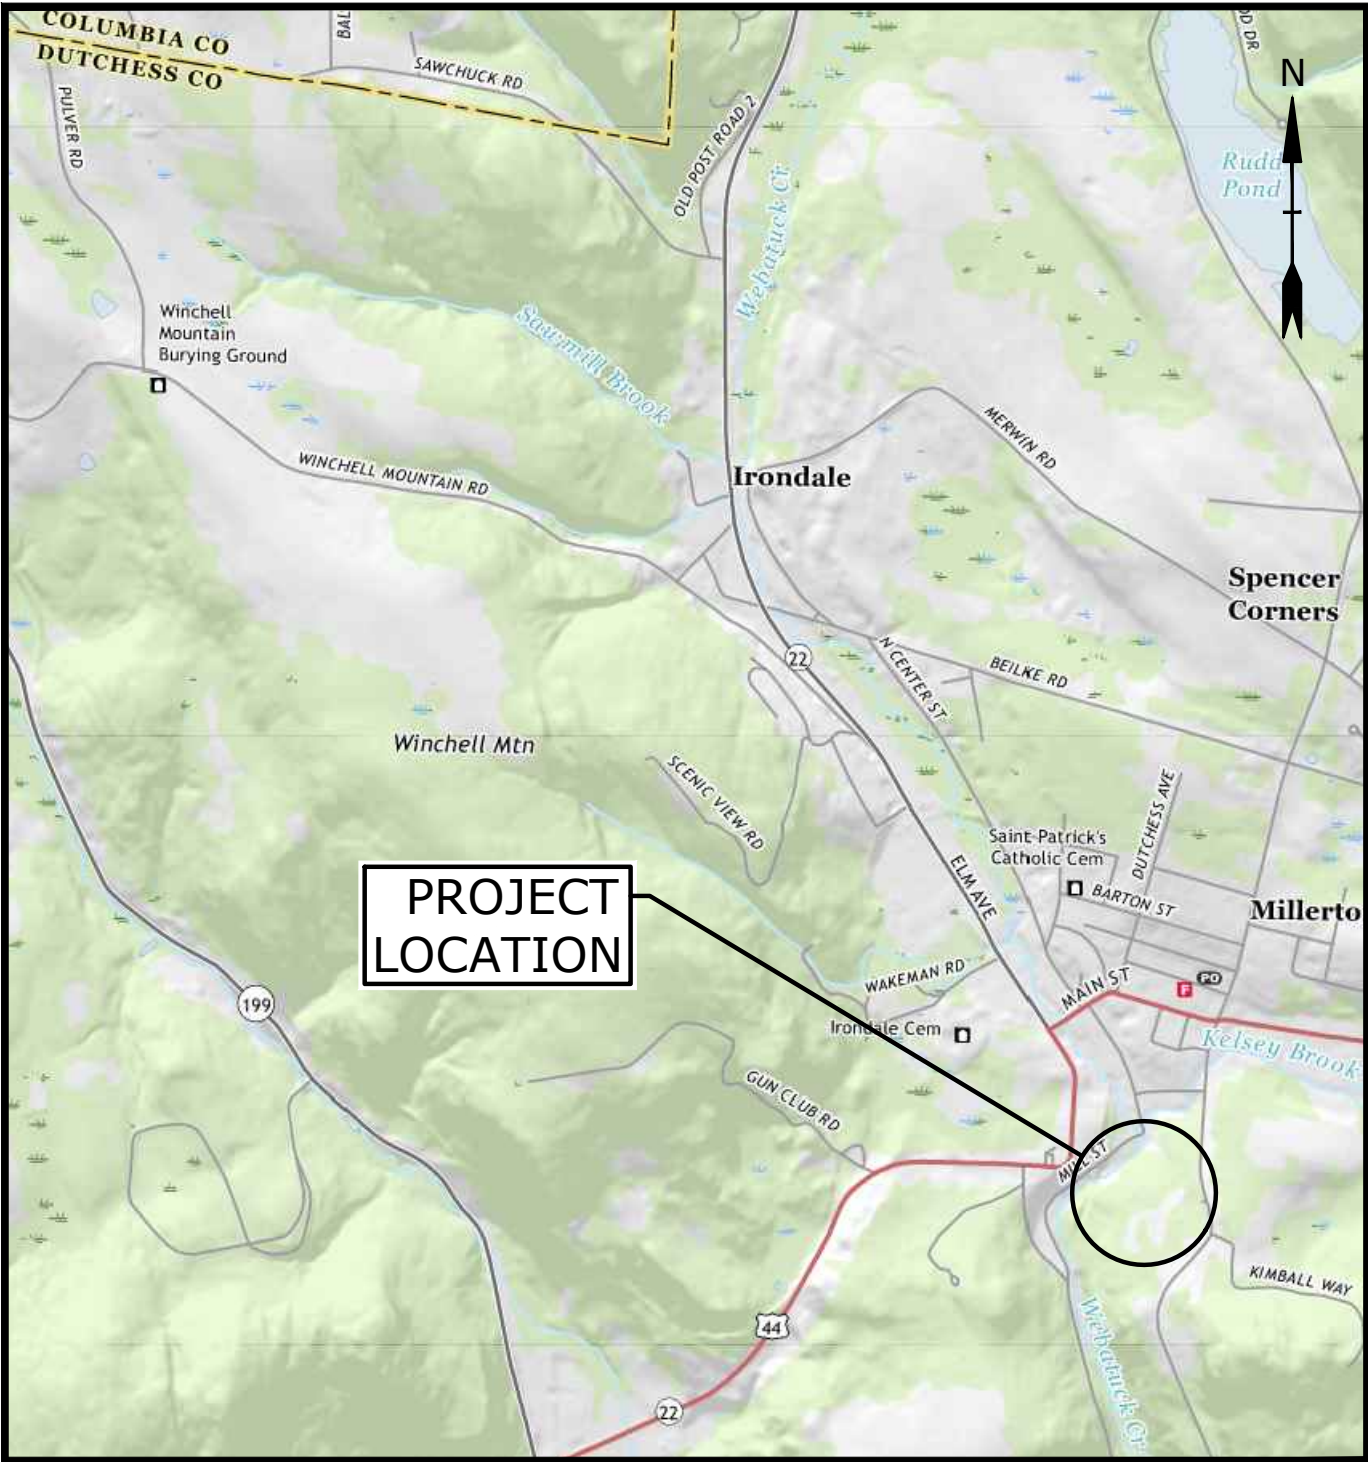 COLUMBIA CO
DUTCHESS CO
BAL
SAWCHUCK RD
PULVER RD
OLD POST ROAD 2
DD DR
N
Rudd
Pond
Webatuck Cr
Winchell
Mountain
Burying Ground
Sawmill Brook
MERWIN RD
WINCHELL MOUNTAIN RD
Irondale
Spencer
Corners
22
N CENTER ST
BEILKE RD
Winchell Mtn
SCENIC VIEW RD
DUTCHESS AVE
Saint Patrick's
Catholic Cem
ELM AVE
BARTON ST
Millerto
PROJECT
LOCATION
WAKEMAN RD
MAIN ST
F
PO
199
Irondale Cem
Kelsey Brook
GUN CLUB RD
MILL ST
KIMBALL WAY
44
Webatuck Cr
22